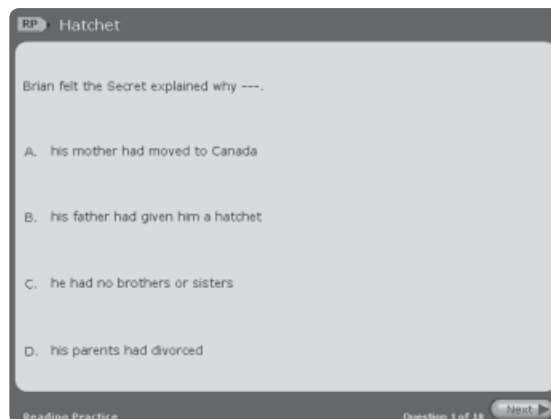 RP Hatchet
Brian felt the Secret explained why ---.
A. his mother had moved to Canada
B. his father had given him a hatchet
C. he had no brothers or sisters
D. his parents had divorced
Reading Practice Question 1 of 10 Next